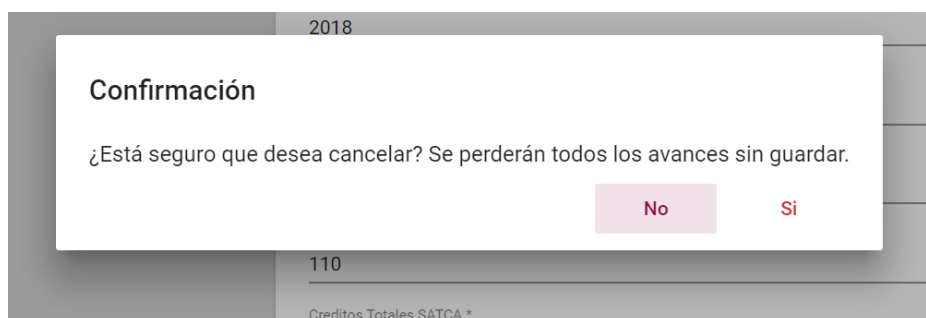 2018
Confirmación
¿Está seguro que desea cancelar? Se perderán todos los avances sin guardar.
No
Si
110
Creditos Totales SATCA *